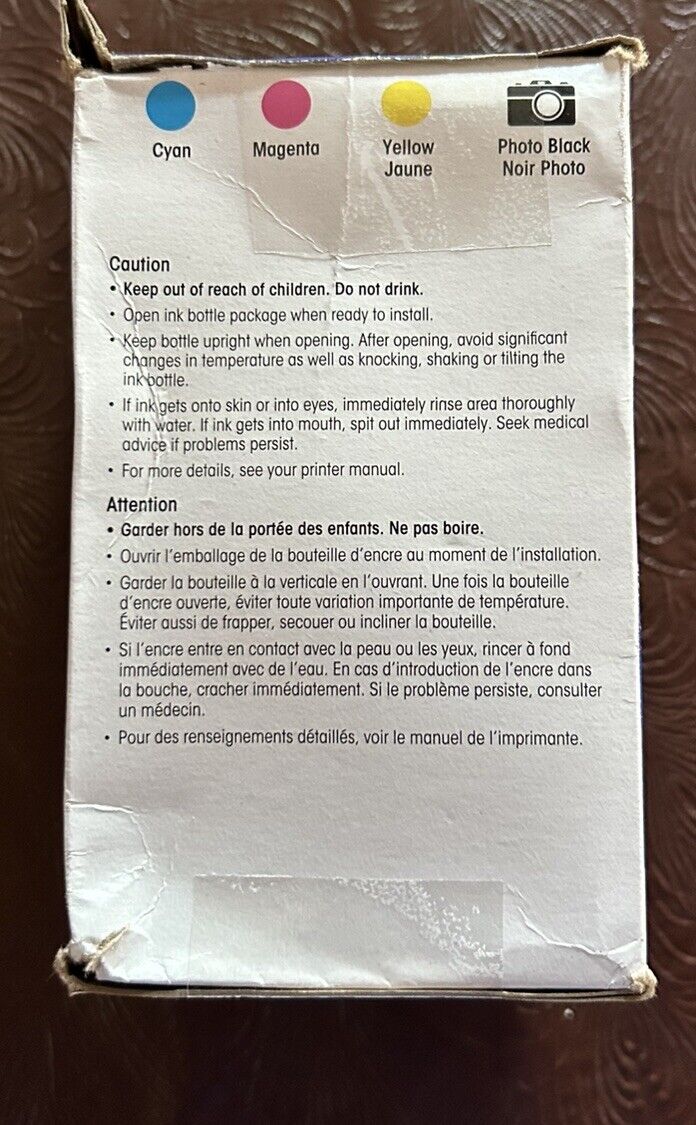 Cyan Magenta Yellow Photo Black
Jaune Noir Photo
Caution
• Keep out of reach of children. Do not drink.
• Open ink bottle package when ready to install.
• Keep bottle upright when opening. After opening, avoid significant
changes in temperature as well as knocking, shaking or tilting the
ink bottle.
• If ink gets onto skin or into eyes, immediately rinse area thoroughly
with water. If ink gets into mouth, spit out immediately. Seek medical
advice if problems persist.
• For more details, see your printer manual.
Attention
• Garder hors de la portée des enfants. Ne pas boire.
• Ouvrir l'emballage de la bouteille d'encre au moment de l'installation.
• Garder la bouteille à la verticale en l'ouvrant. Une fois la bouteille
d'encre ouverte, éviter toute variation importante de température.
Éviter aussi de frapper, secouer ou incliner la bouteille.
• Si l'encre entre en contact avec la peau ou les yeux, rincer à fond
immédiatement avec de l'eau. En cas d'introduction de l'encre dans
la bouche, cracher immédiatement. Si le problème persiste, consulter
un médecin.
• Pour des renseignements détaillés, voir le manuel de l'imprimante.